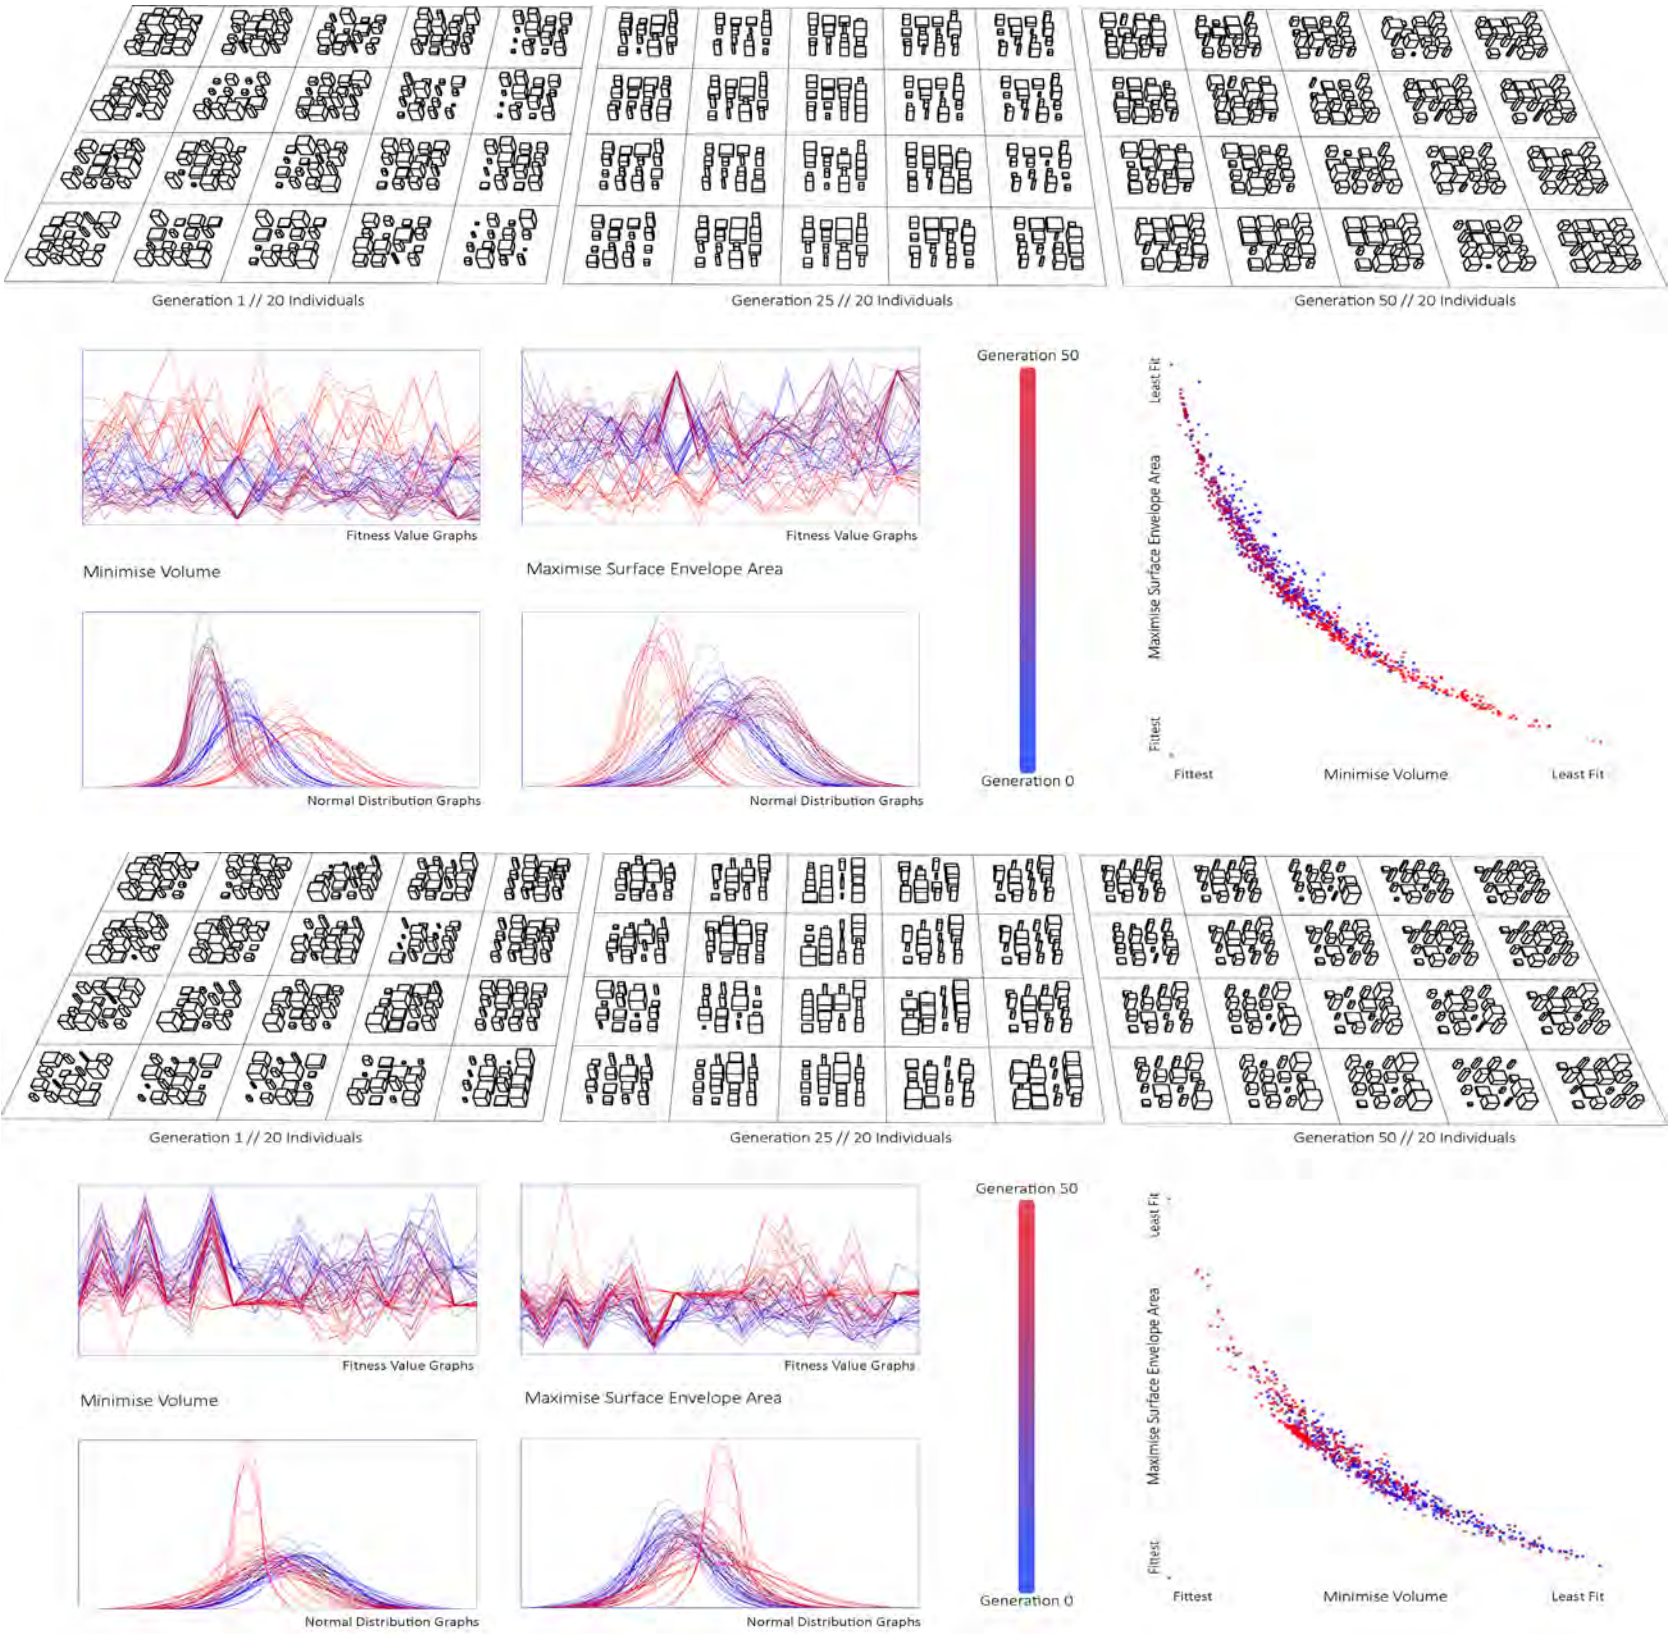 Generation 1 // 20 Individuals
Generation 25 // 20 Individuals
Generation 50 // 20 Individuals
Fitness Value Graphs
Fitness Value Graphs
Minimise Volume
Maximise Surface Envelope Area
Normal Distribution Graphs
Normal Distribution Graphs
Generation 50
Generation 0
Least Fit
Maximise Surface Envelope Area
Fittest
Fittest
Minimise Volume
Least Fit
Generation 1 // 20 Individuals
Generation 25 // 20 Individuals
Generation 50 // 20 Individuals
Fitness Value Graphs
Fitness Value Graphs
Minimise Volume
Maximise Surface Envelope Area
Normal Distribution Graphs
Normal Distribution Graphs
Generation 50
Generation 0
Least Fit
Maximise Surface Envelope Area
Fittest
Fittest
Minimise Volume
Least Fit